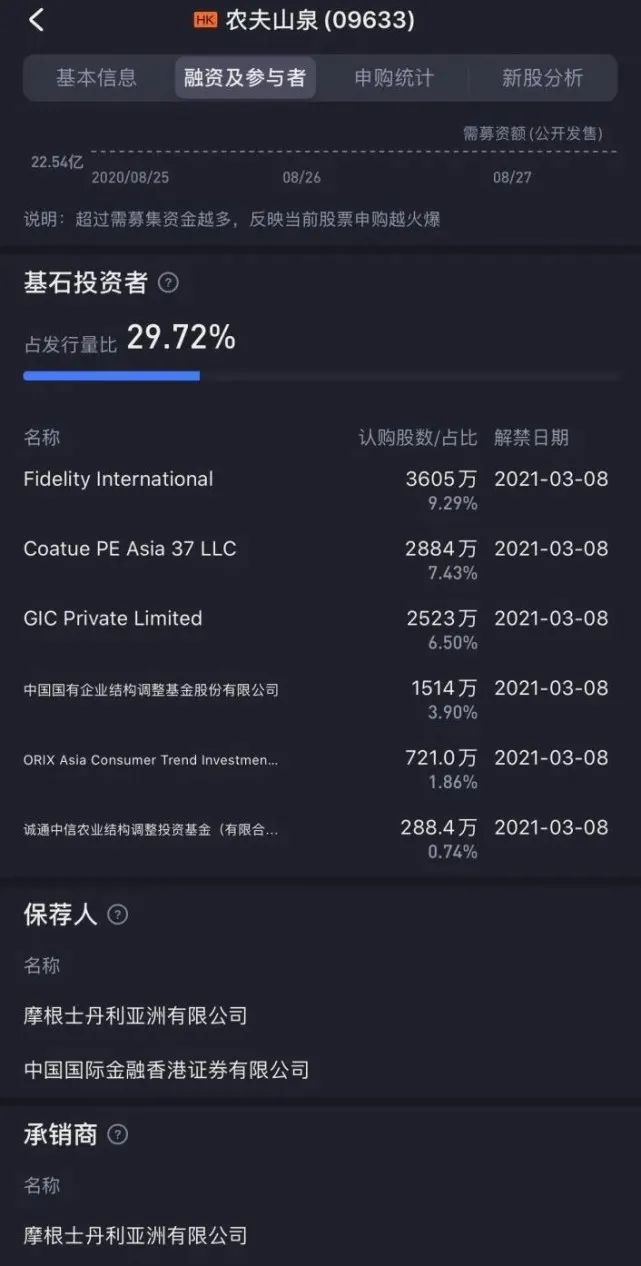 HK 农夫山泉 (09633)
基本信息 融资及参与者 申购统计 新股分析
需募资额(公开发售)
22.54亿
2020/08/25 08/26 08/27
说明：超过需募集资金越多，反映当前股票申购越火爆
基石投资者 ?
占发行量比 29.72%
名称 认购股数/占比 解禁日期
Fidelity International 3605万 2021-03-08
9.29%
Coatue PE Asia 37 LLC 2884万 2021-03-08
7.43%
GIC Private Limited 2523万 2021-03-08
6.50%
中国国有企业结构调整基金股份有限公司 1514万 2021-03-08
3.90%
ORIX Asia Consumer Trend Investmen... 721.0万 2021-03-08
1.86%
诚通中信农业结构调整投资基金（有限合... 288.4万 2021-03-08
0.74%
保荐人 ?
名称
摩根士丹利亚洲有限公司
中国国际金融香港证券有限公司
承销商 ?
名称
摩根士丹利亚洲有限公司